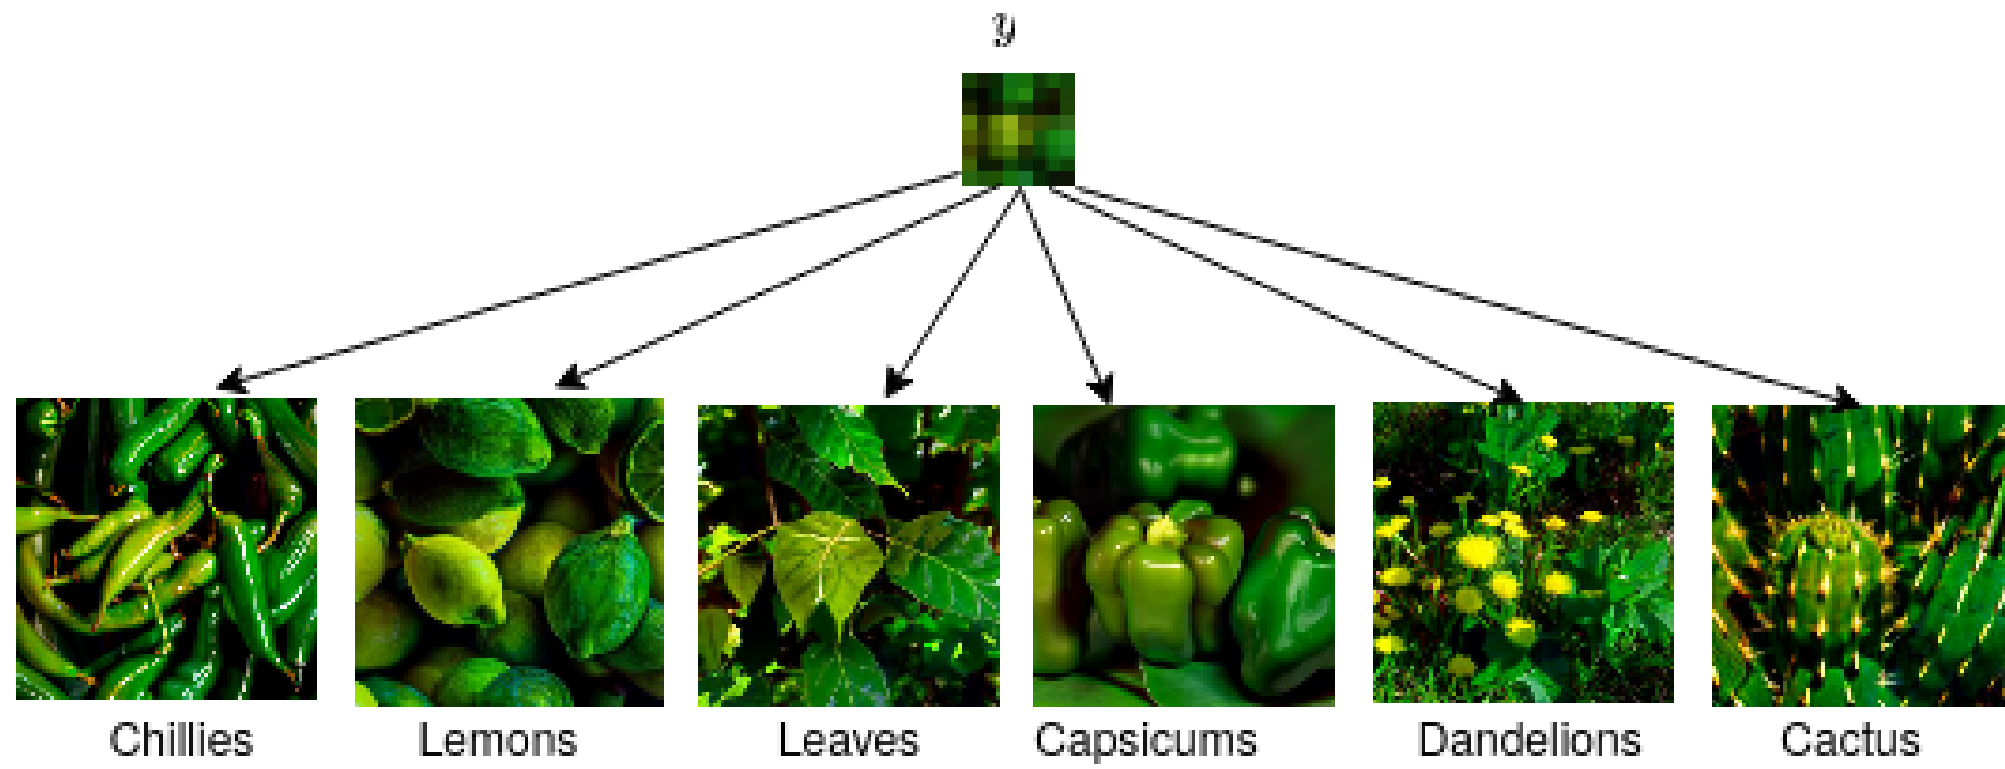 y
Chillies
Lemons
Leaves
Capsicums
Dandelions
Cactus